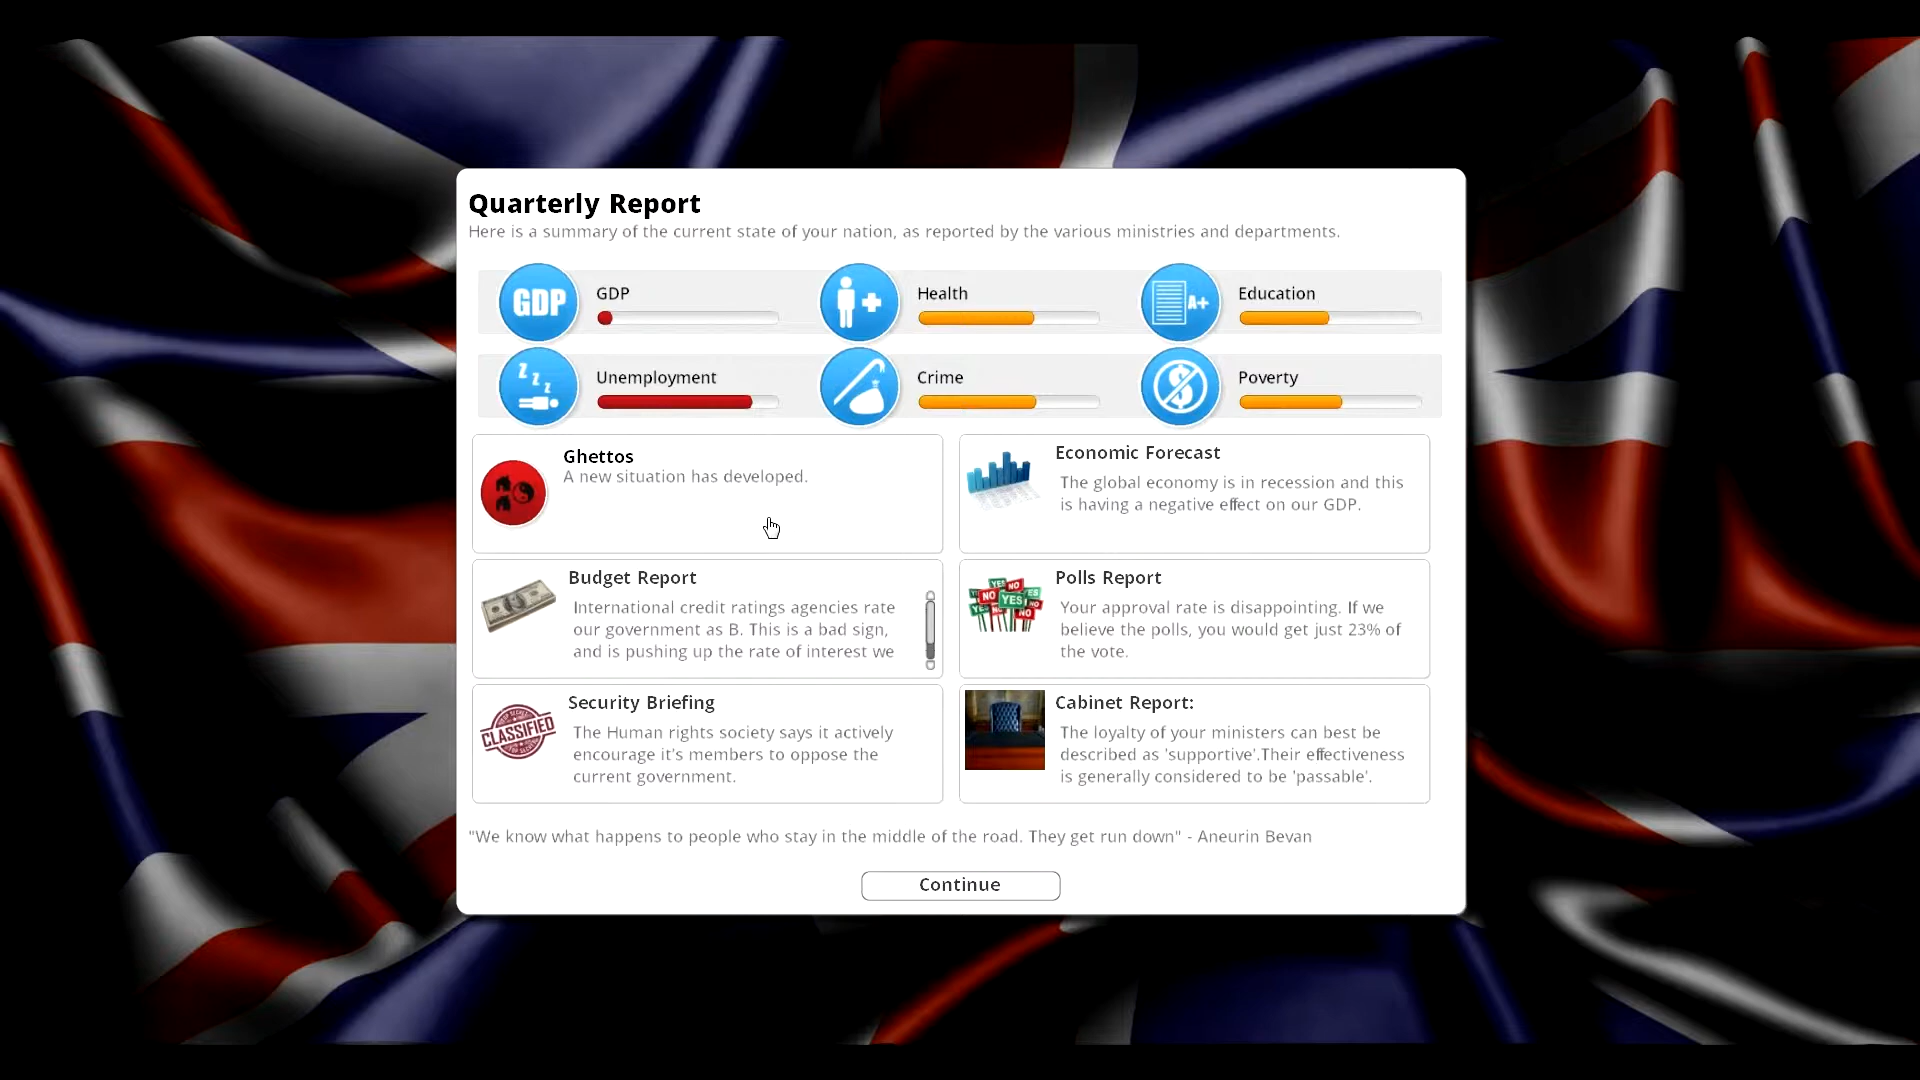 Quarterly Report
Here is a summary of the current state of your nation, as reported by the various ministries and departments.
GDP
GDP
Health
A+
Education
Z Z Z
Unemployment
Crime
$
Poverty
Ghettos
A new situation has developed.
Economic Forecast
The global economy is in recession and this
is having a negative effect on our GDP.
Budget Report
International credit ratings agencies rate
our government as B. This is a bad sign,
and is pushing up the rate of interest we
YES
NO
NO
YES
YES
NO
NO
Polls Report
Your approval rate is disappointing. If we
believe the polls, you would get just 23% of
the vote.
CLASSIFIED
Security Briefing
The Human rights society says it actively
encourage it's members to oppose the
current government.
Cabinet Report:
The loyalty of your ministers can best be
described as 'supportive'.Their effectiveness
is generally considered to be 'passable'.
"We know what happens to people who stay in the middle of the road. They get run down" - Aneurin Bevan
Continue